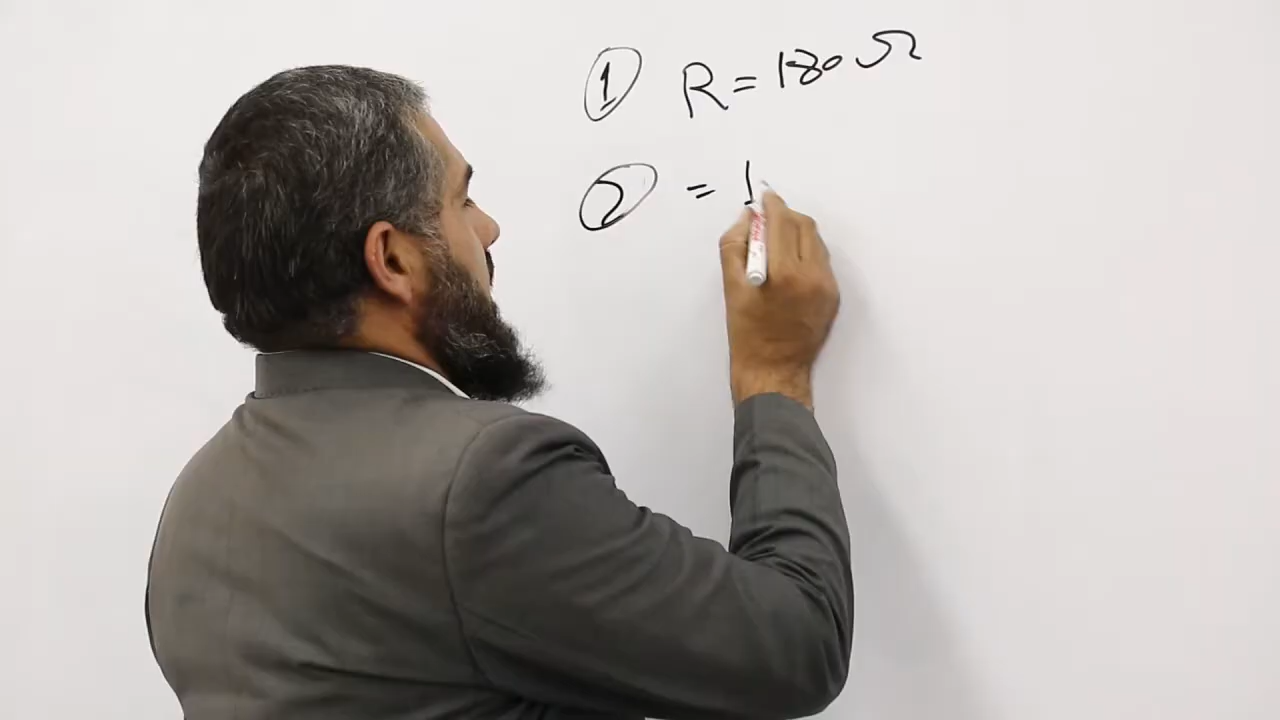 ① R = 180 Ω
② = 1